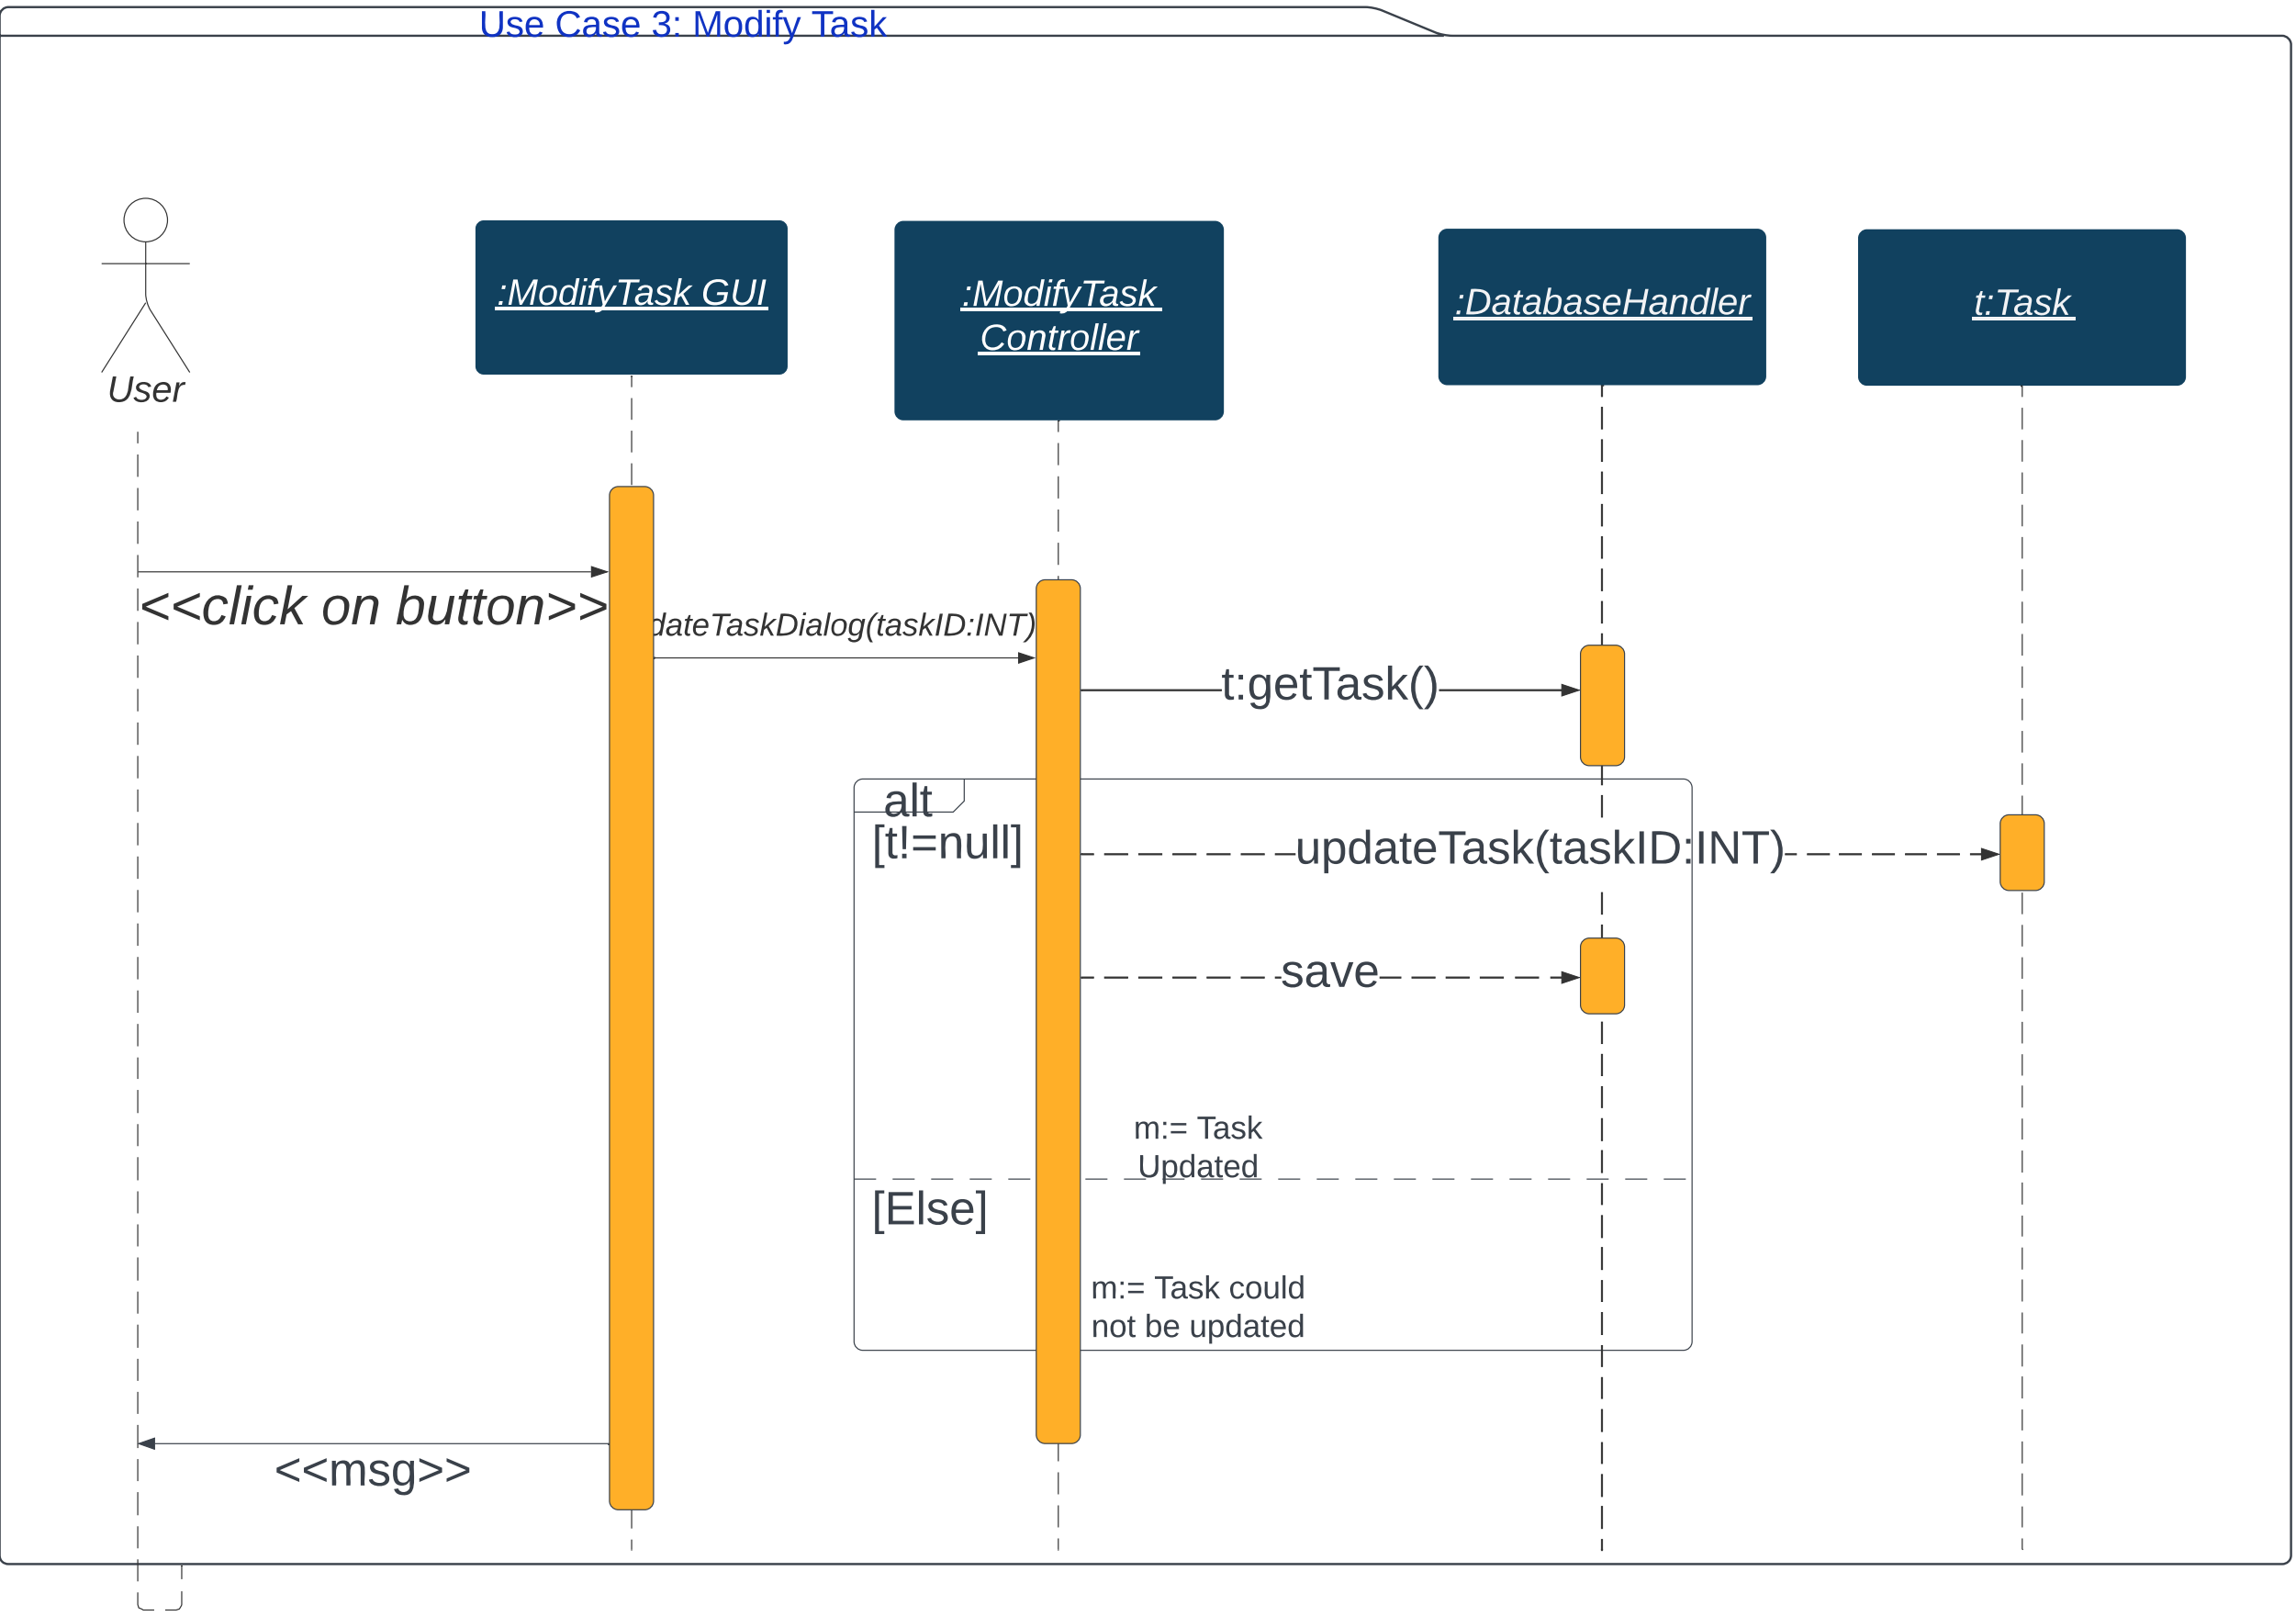 Use Case 3: Modify Task
:ModifyTask GUI
:ModifyTask
Controller
:DatabaseHandler
t:Task
User
<<click on button>>
dateTaskDialog(taskID:INT)
t:getTask()
alt
[t!=null]
updateTask(taskID:INT)
save
m:= Task
Updated
[Else]
m:= Task could
not be updated
<<msg>>